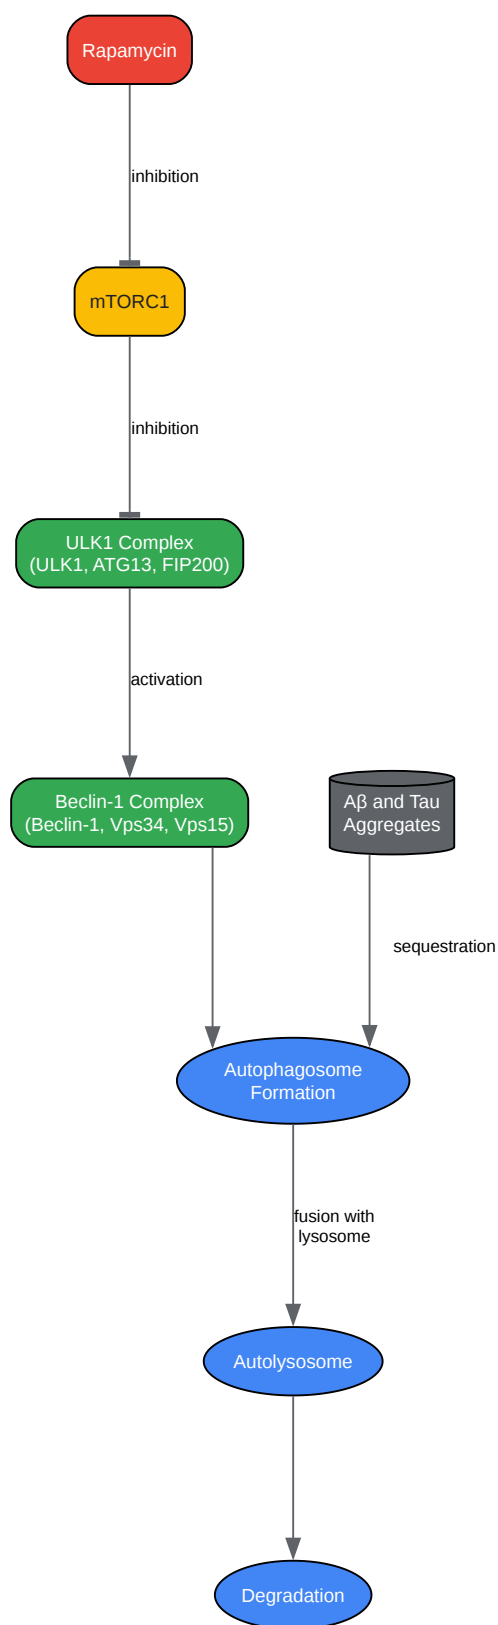 Rapamycin
inhibition
mTORC1
inhibition
ULK1 Complex
(ULK1, ATG13, FIP200)
activation
Beclin-1 Complex
(Beclin-1, Vps34, Vps15)
Aβ and Tau
Aggregates
sequestration
Autophagosome
Formation
fusion with
lysosome
Autolysosome
Degradation